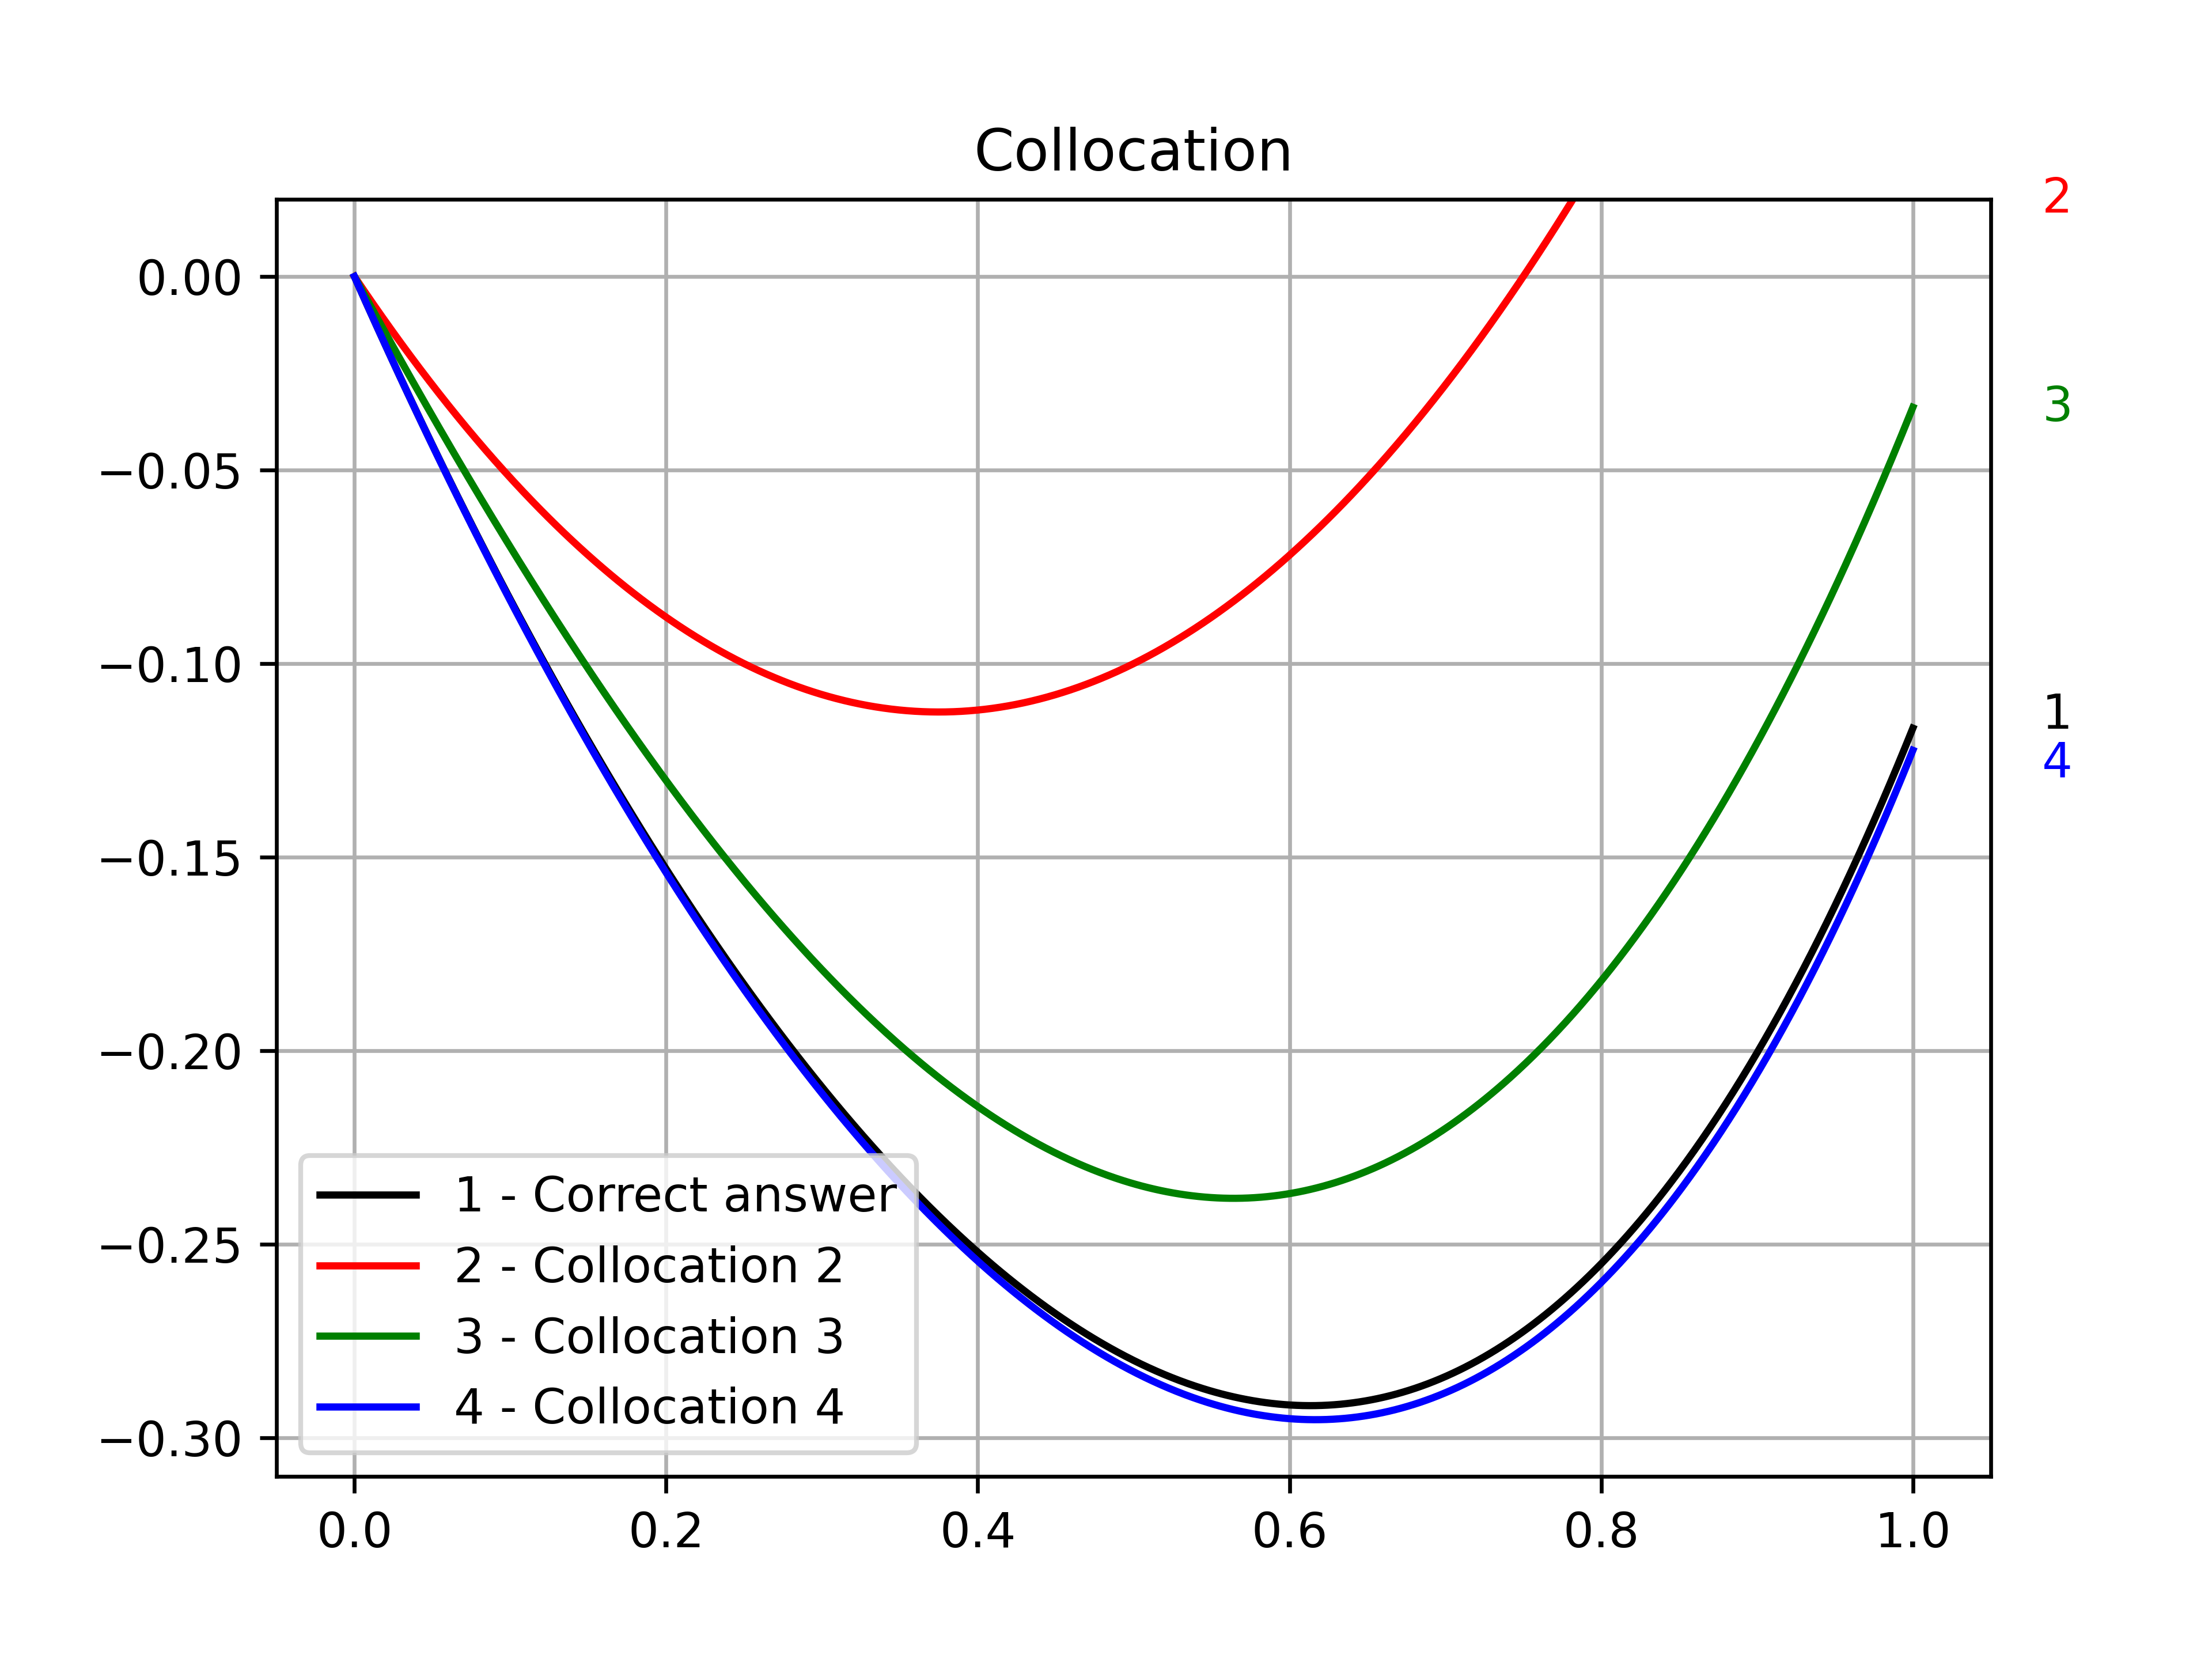 Collocation
2
0.00
3
−0.05
−0.10
1
4
−0.15
−0.20
1 - Correct answer
−0.25
2 - Collocation 2
3 - Collocation 3
4 - Collocation 4
−0.30
0.0 0.2 0.4 0.6 0.8 1.0